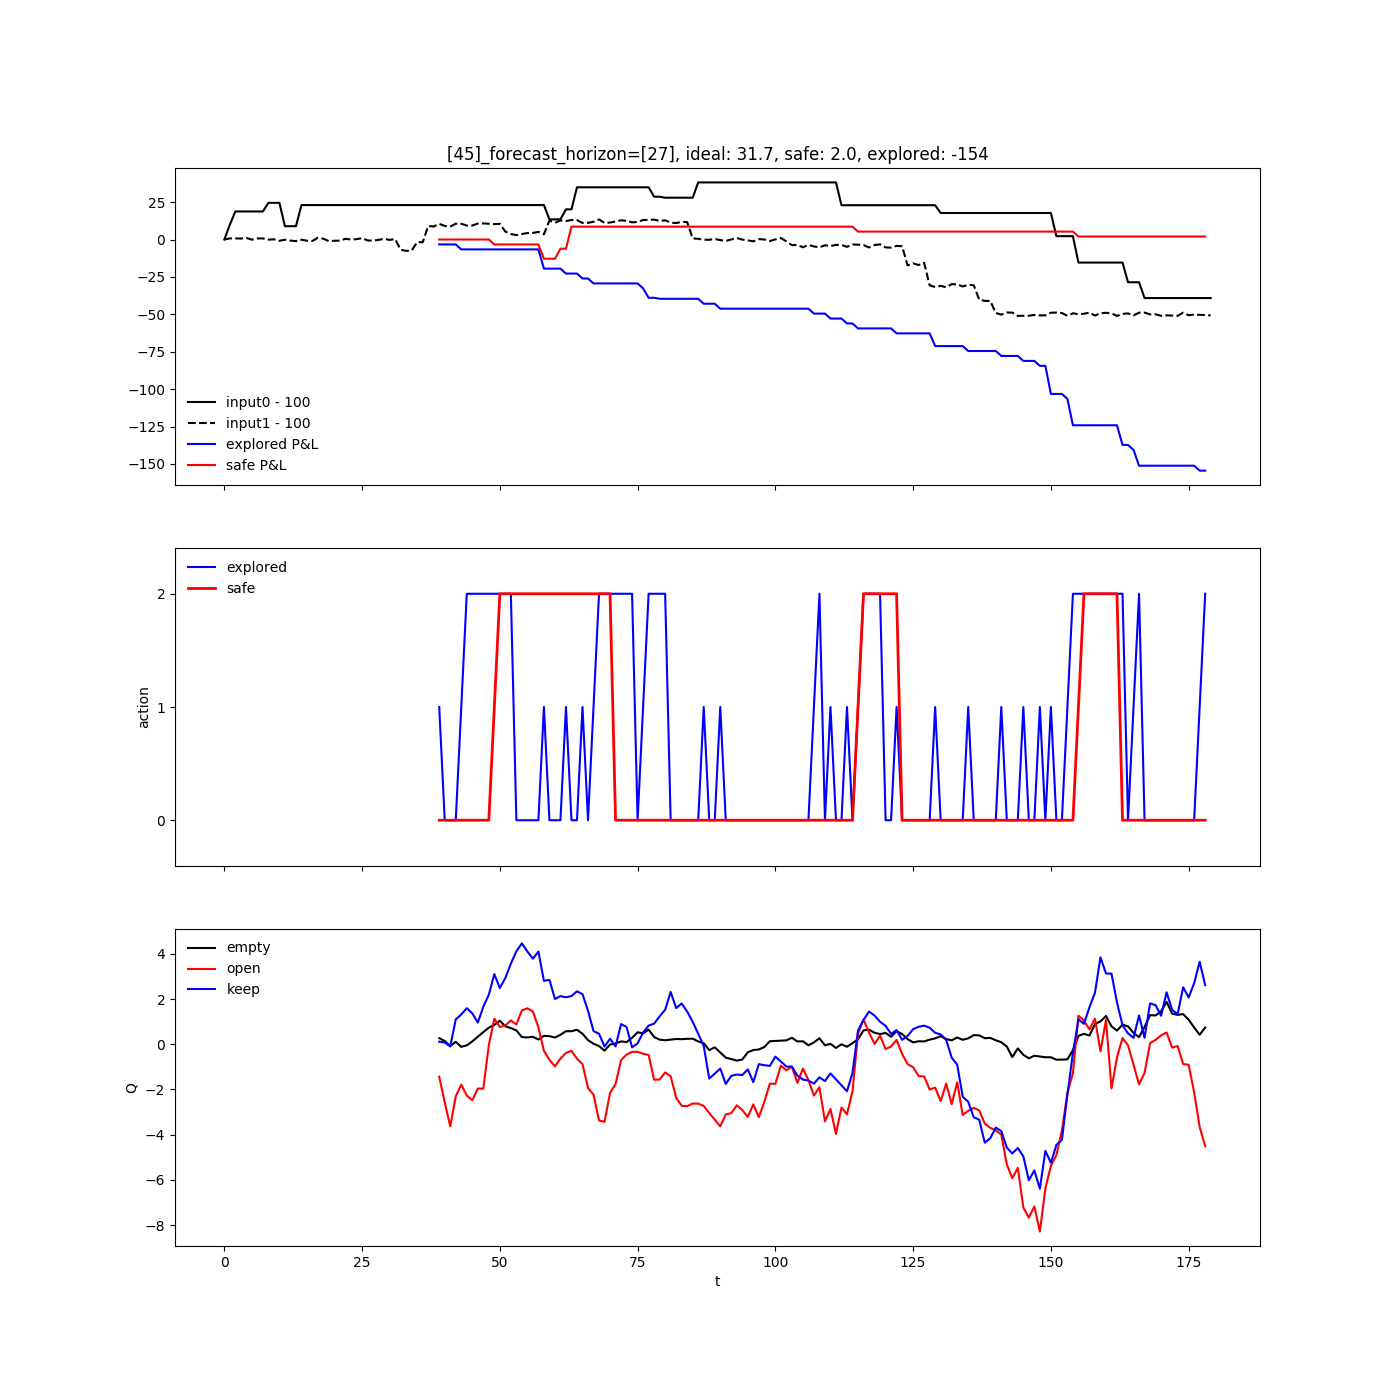 [45]_forecast_horizon=[27], ideal: 31.7, safe: 2.0, explored: -154
25
0
−25
−50
−75
−100
−125
−150
input0 - 100
input1 - 100
explored P&L
safe P&L
2
1
0
action
explored
safe
4
2
0
−2
−4
−6
−8
Q
empty
open
keep
0 25 50 75 100 125 150 175
t